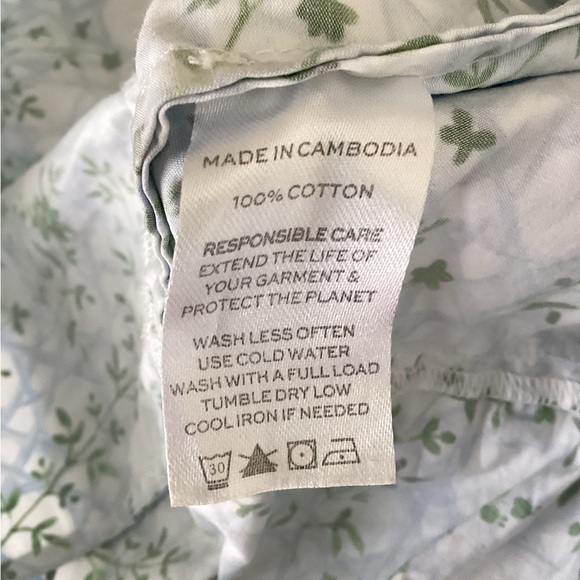 MADE IN CAMBODIA
100% COTTON
RESPONSIBLE CARE
EXTEND THE LIFE OF
YOUR GARMENT &
PROTECT THE PLANET
WASH LESS OFTEN
USE COLD WATER
WASH WITH A FULL LOAD
TUMBLE DRY LOW
COOL IRON IF NEEDED
30